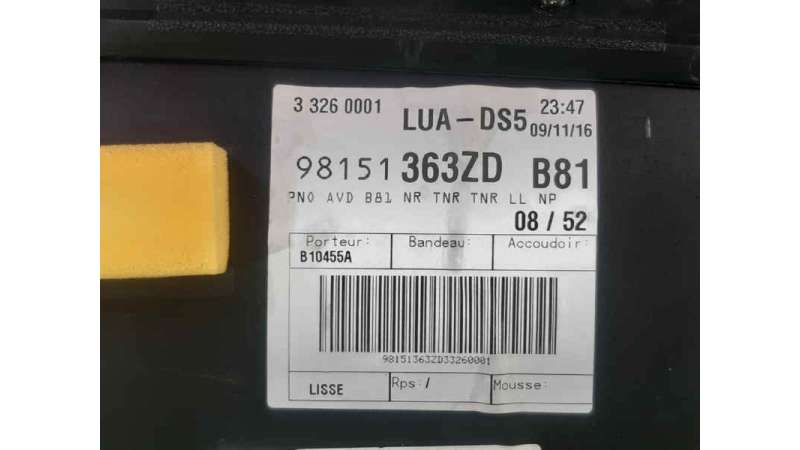 3 326 0001 LUA-DS5 23:47
09/11/16
98151 363ZD B81
PNO AVD B81 NR TNR TNR LL NP
08 / 52
Porteur: Bandeau: Accoudoir:
B10455A
98151363ZD33260001
LISSE Rps:/ Mousse: